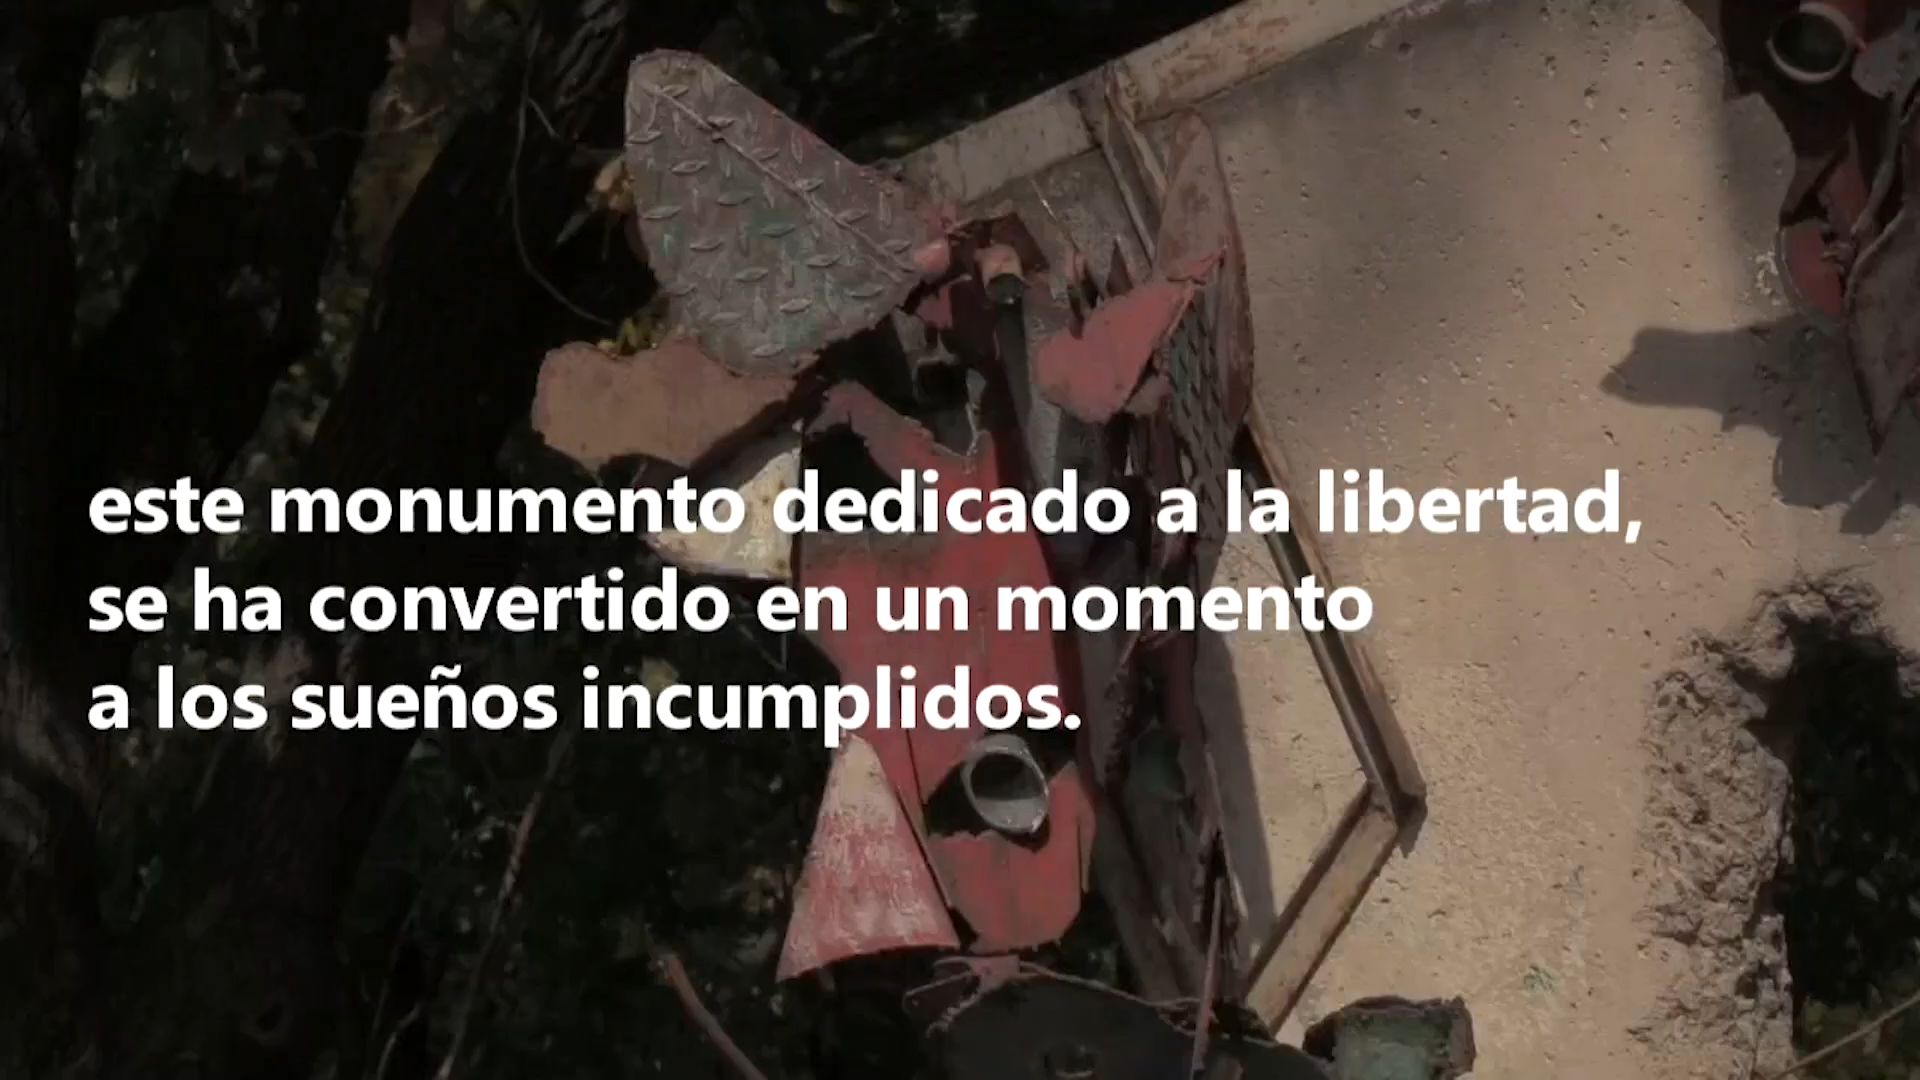 este monumento dedicado a la libertad,
se ha convertido en un momento
a los sueños incumplidos.